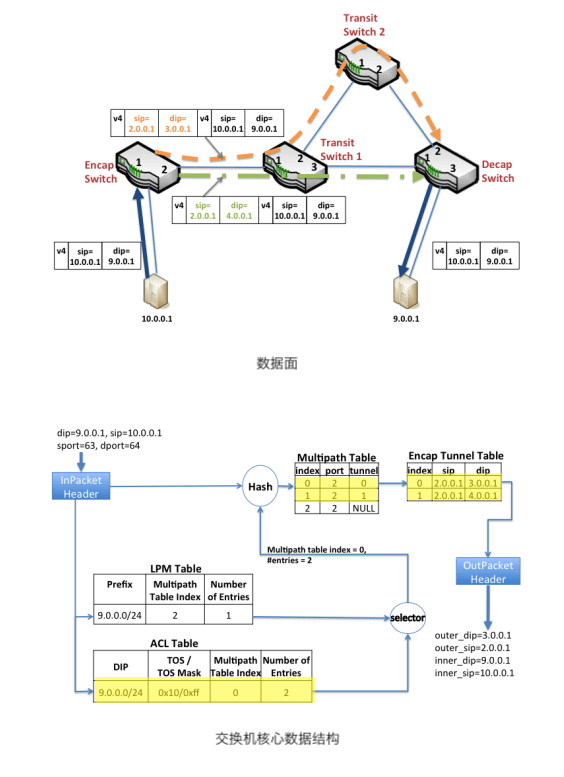 Transit
Switch 2
1
2
v4 sip= 2.0.0.1 dip= 3.0.0.1 v4 sip= 10.0.0.1 dip= 9.0.0.1
Encap
Switch
1
2
Transit
Switch 1
1
2
3
Decap
Switch
1
2
3
v4 sip= 2.0.0.1 dip= 4.0.0.1 v4 sip= 10.0.0.1 dip= 9.0.0.1
v4 sip= 10.0.0.1 dip= 9.0.0.1
v4 sip= 10.0.0.1 dip= 9.0.0.1
10.0.0.1
9.0.0.1
数据面
dip=9.0.0.1, sip=10.0.0.1
sport=63, dport=64
InPacket
Header
Hash
Multipath Table
index port tunnel
0 2 0
1 2 1
2 2 NULL
Encap Tunnel Table
index sip dip
0 2.0.0.1 3.0.0.1
1 2.0.0.1 4.0.0.1
Multipath table index = 0,
#entries = 2
OutPacket
Header
LPM Table
Prefix Multipath Table Index Number of Entries
9.0.0.0/24 2 1
selector
outer_dip=3.0.0.1
outer_sip=2.0.0.1
inner_dip=9.0.0.1
inner_sip=10.0.0.1
ACL Table
DIP TOS / TOS Mask Multipath Table Index Number of Entries
9.0.0.0/24 0x10/0xff 0 2
交换机核心数据结构